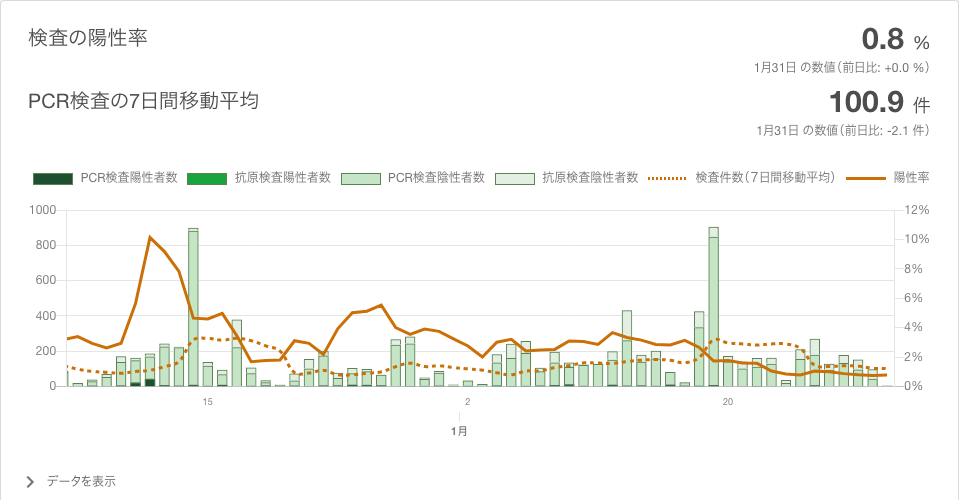 検査の陽性率
0.8 %
1月31日 の数値（前日比: +0.0 %）
PCR検査の7日間移動平均
100.9 件
1月31日 の数値（前日比: -2.1 件）
PCR検査陽性者数 抗原検査陽性者数 PCR検査陰性者数 抗原検査陰性者数 検査件数（7日間移動平均） 陽性率
1000 12%
800 10%
8%
600
6%
400 4%
200 2%
0 0%
15 2 20
1月
データを表示